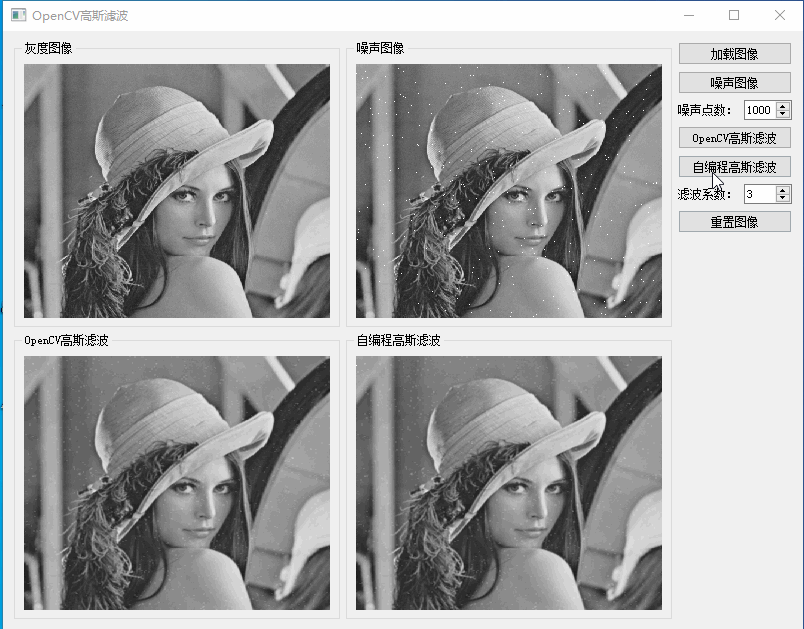 OpenCV高斯滤波
灰度图像
噪声图像
加载图像
噪声图像
噪声点数： 1000
OpenCV高斯滤波
自编程高斯滤波
滤波系数： 3
重置图像
OpenCV高斯滤波
自编程高斯滤波